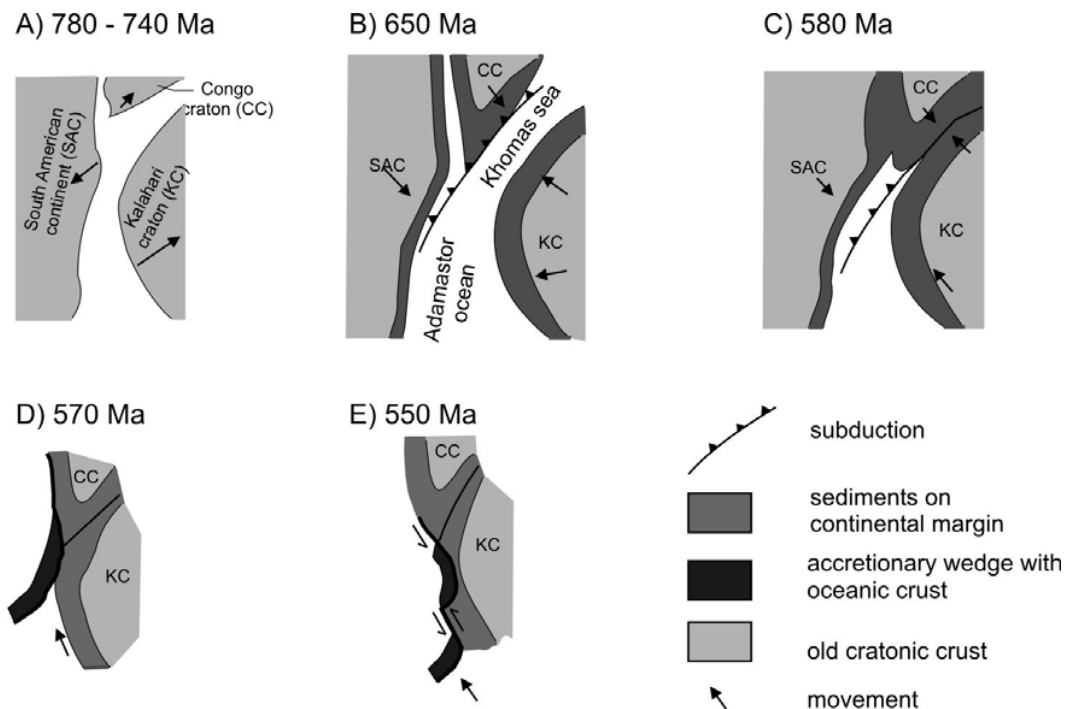 A) 780 - 740 Ma
South American
continent (SAC)
Congo
craton (CC)
Kalahari
craton (KC)
B) 650 Ma
CC
SAC
KC
Khomas sea
Adamastor
ocean
C) 580 Ma
CC
SAC
KC
D) 570 Ma
CC
KC
E) 550 Ma
CC
KC
subduction
sediments on
continental margin
accretionary wedge with
oceanic crust
old cratonic crust
movement